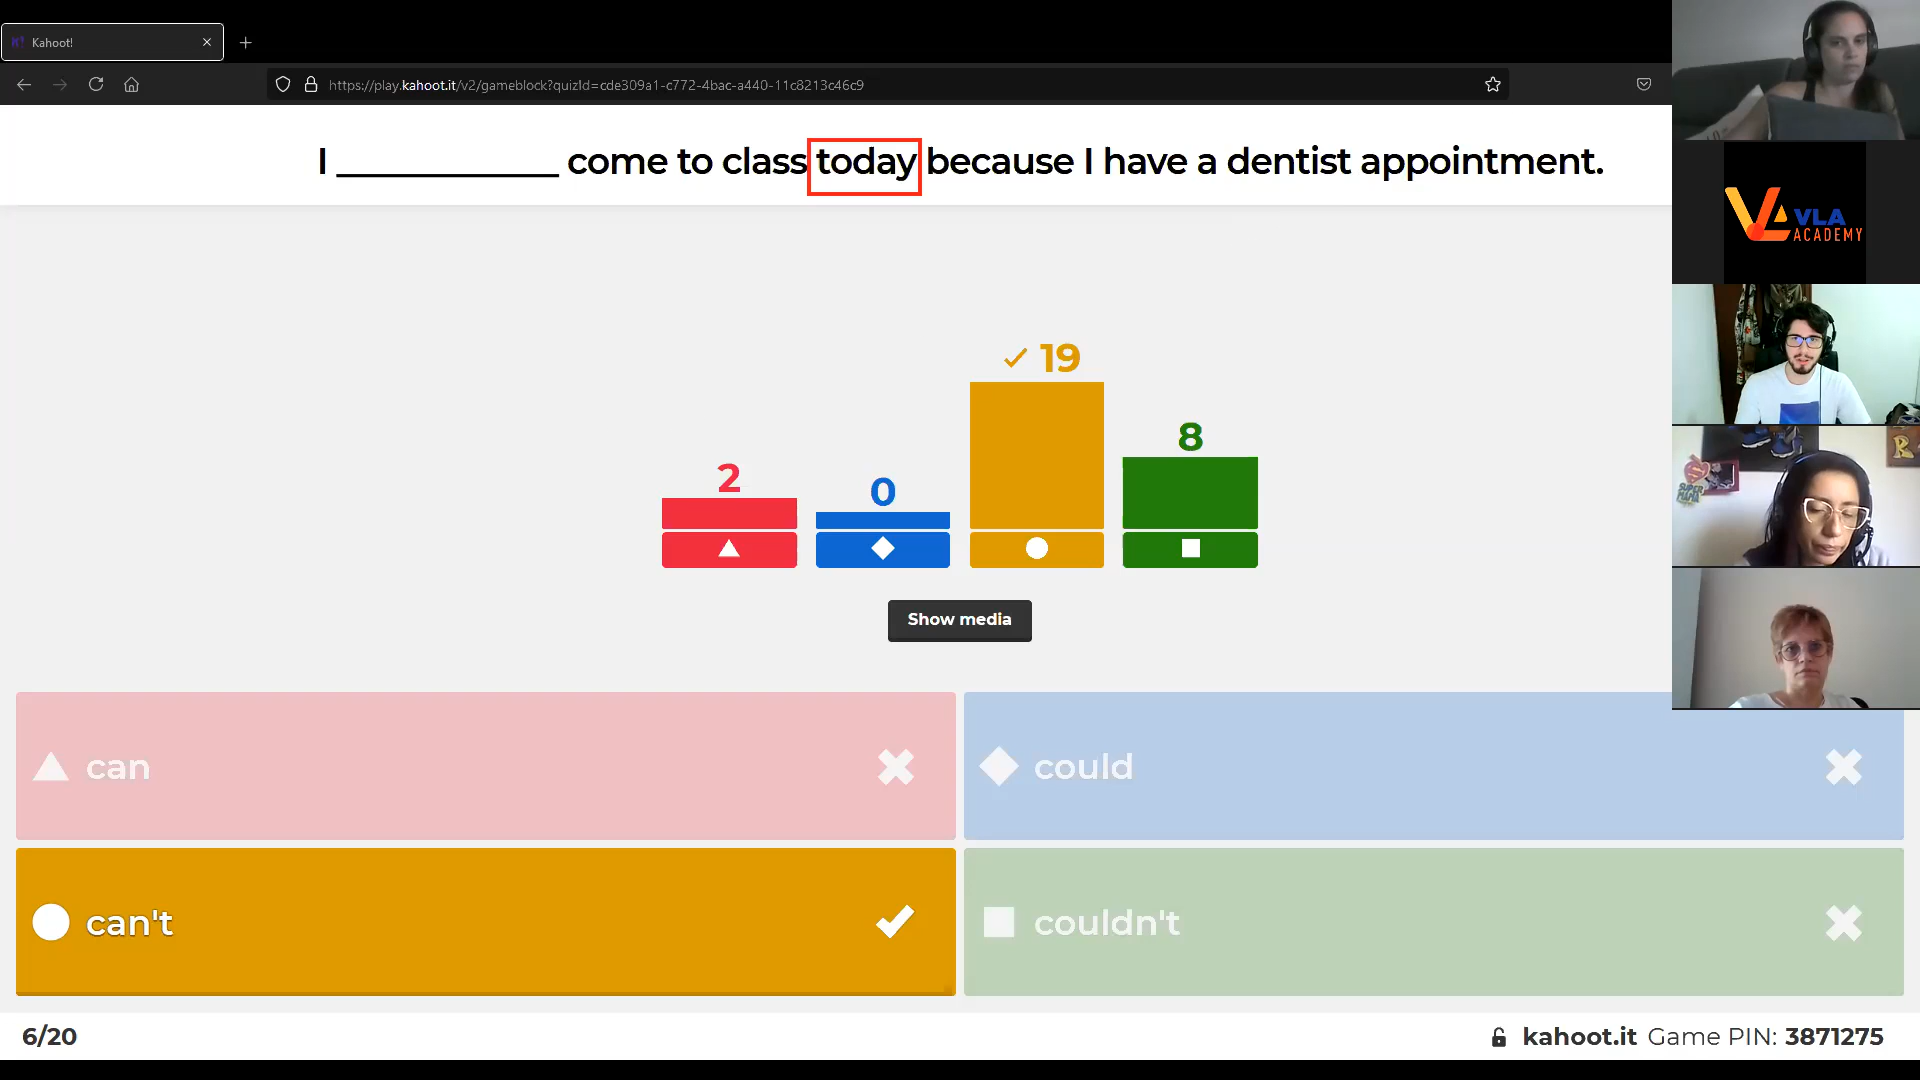 Kahoot!
https://play.kahoot.it/v2/gameblock?quizId=cde309a1-c772-4bac-a440-11c8213c46c9
I ____________ come to class today because I have a dentist appointment.
2
0
19
8
Show media
can
could
can't
couldn't
6/20
kahoot.it Game PIN: 3871275
VLA
ACADEMY
SUPER
R